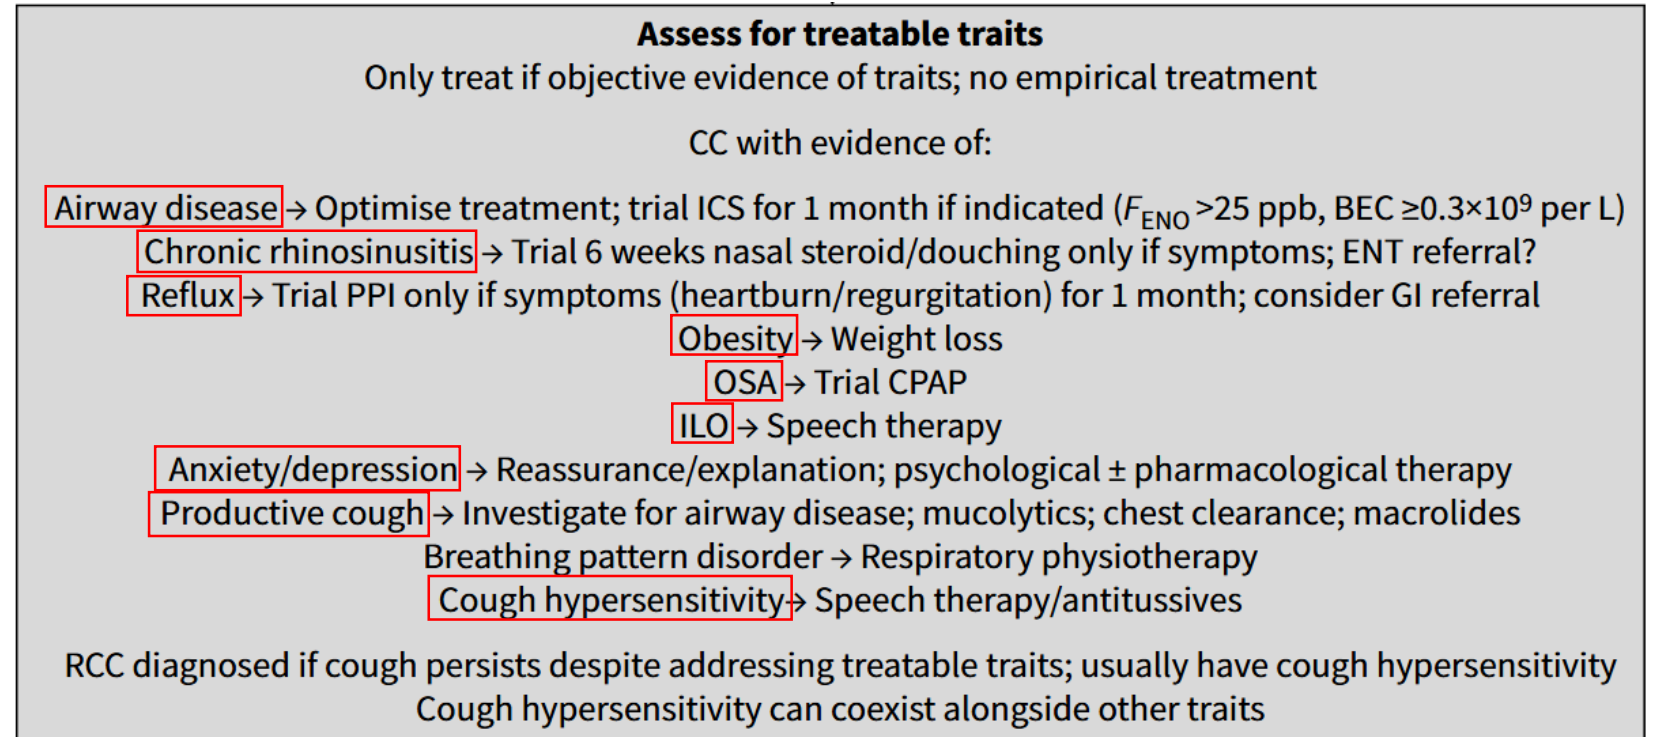 Assess for treatable traits
Only treat if objective evidence of traits; no empirical treatment
CC with evidence of:
Airway disease → Optimise treatment; trial ICS for 1 month if indicated (FENO >25 ppb, BEC ≥0.3×10⁹ per L)
Chronic rhinosinusitis → Trial 6 weeks nasal steroid/douching only if symptoms; ENT referral?
Reflux → Trial PPI only if symptoms (heartburn/regurgitation) for 1 month; consider GI referral
Obesity → Weight loss
OSA → Trial CPAP
ILO → Speech therapy
Anxiety/depression → Reassurance/explanation; psychological ± pharmacological therapy
Productive cough → Investigate for airway disease; mucolytics; chest clearance; macrolides
Breathing pattern disorder → Respiratory physiotherapy
Cough hypersensitivity → Speech therapy/antitussives
RCC diagnosed if cough persists despite addressing treatable traits; usually have cough hypersensitivity
Cough hypersensitivity can coexist alongside other traits